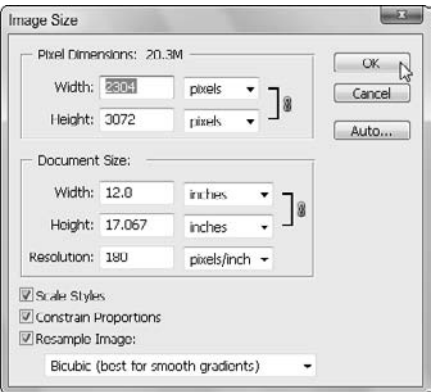 Image Size
Pixel Dimensions: 20.3M
OK
Width: 2304 pixels
Cancel
Height: 3072 pixels
Auto...
Document Size:
Width: 12.8 inches
Height: 17.067 inches
Resolution: 180 pixels/inch
Scale Styles
Constrain Proportions
Resample Image:
Bicubic (best for smooth gradients)